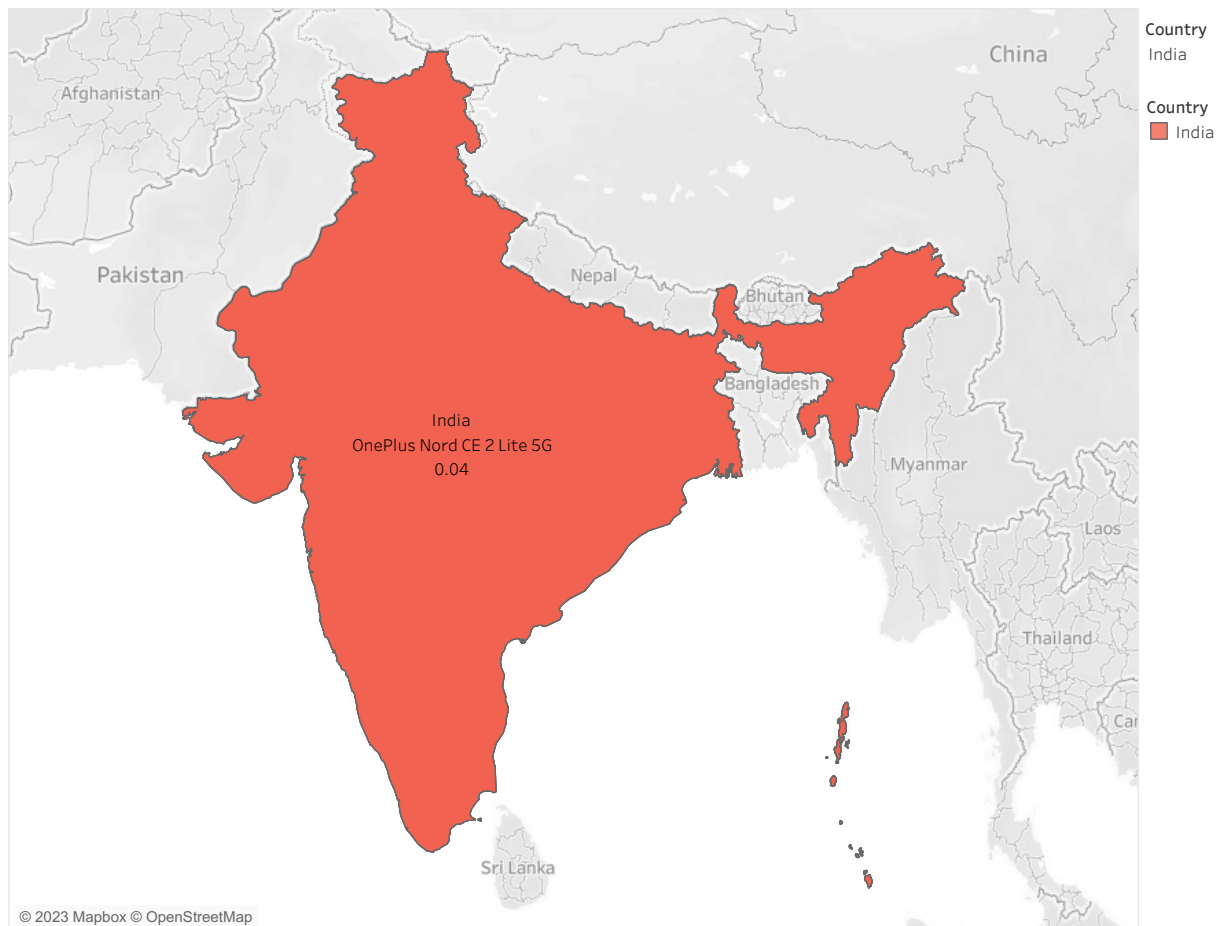 Country
India
Country
India
China
Afghanistan
Pakistan
Nepal
Bhutan
Bangladesh
India
OnePlus Nord CE 2 Lite 5G
0.04
Myanmar
Laos
Thailand
Car
Sri Lanka
© 2023 Mapbox © OpenStreetMap